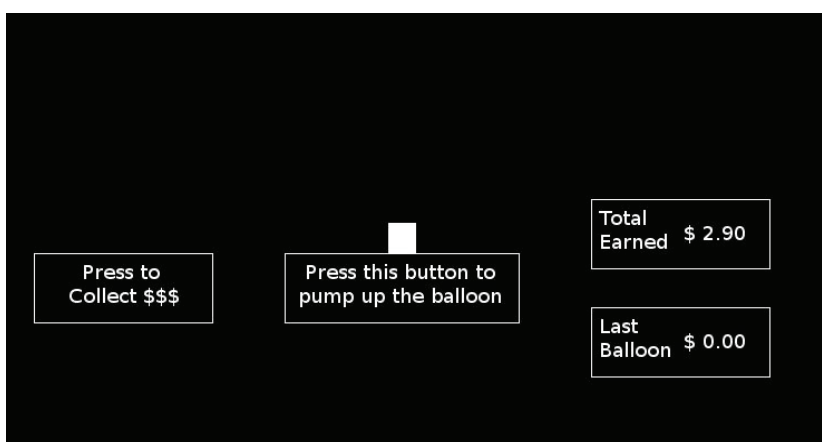 Press to
Collect $$$
Press this button to
pump up the balloon
Total
Earned $ 2.90
Last
Balloon $ 0.00